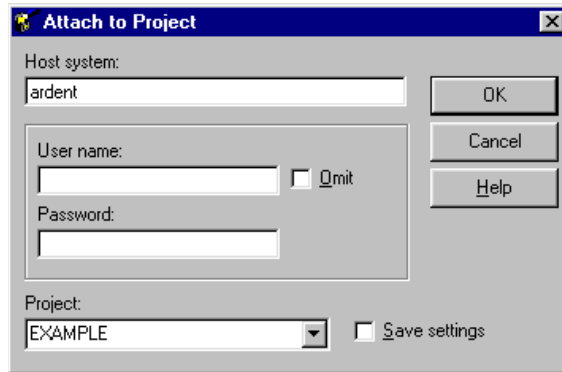 Attach to Project
Host system:
ardent
OK
User name:
Omit
Cancel
Help
Password:
Project:
EXAMPLE
Save settings